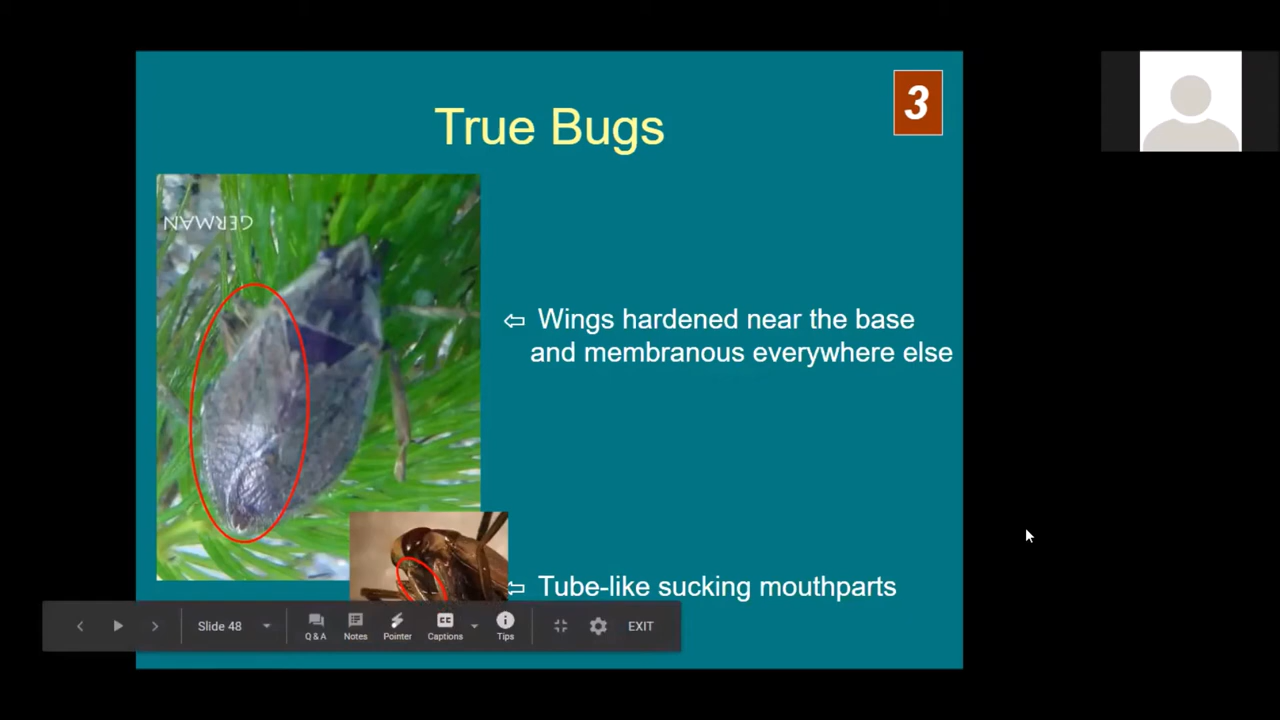 3
True Bugs
GERMAN
⇦ Wings hardened near the base
and membranous everywhere else
⇦ Tube-like sucking mouthparts
Slide 48
Q & A
Notes
Pointer
CC
Captions
Tips
EXIT